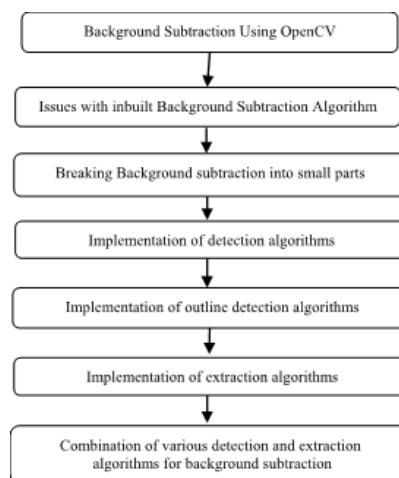 Background Subtraction Using OpenCV
Issues with inbuilt Background Subtraction Algorithm
Breaking Background subtraction into small parts
Implementation of detection algorithms
Implementation of outline detection algorithms
Implementation of extraction algorithms
Combination of various detection and extraction
algorithms for background subtraction